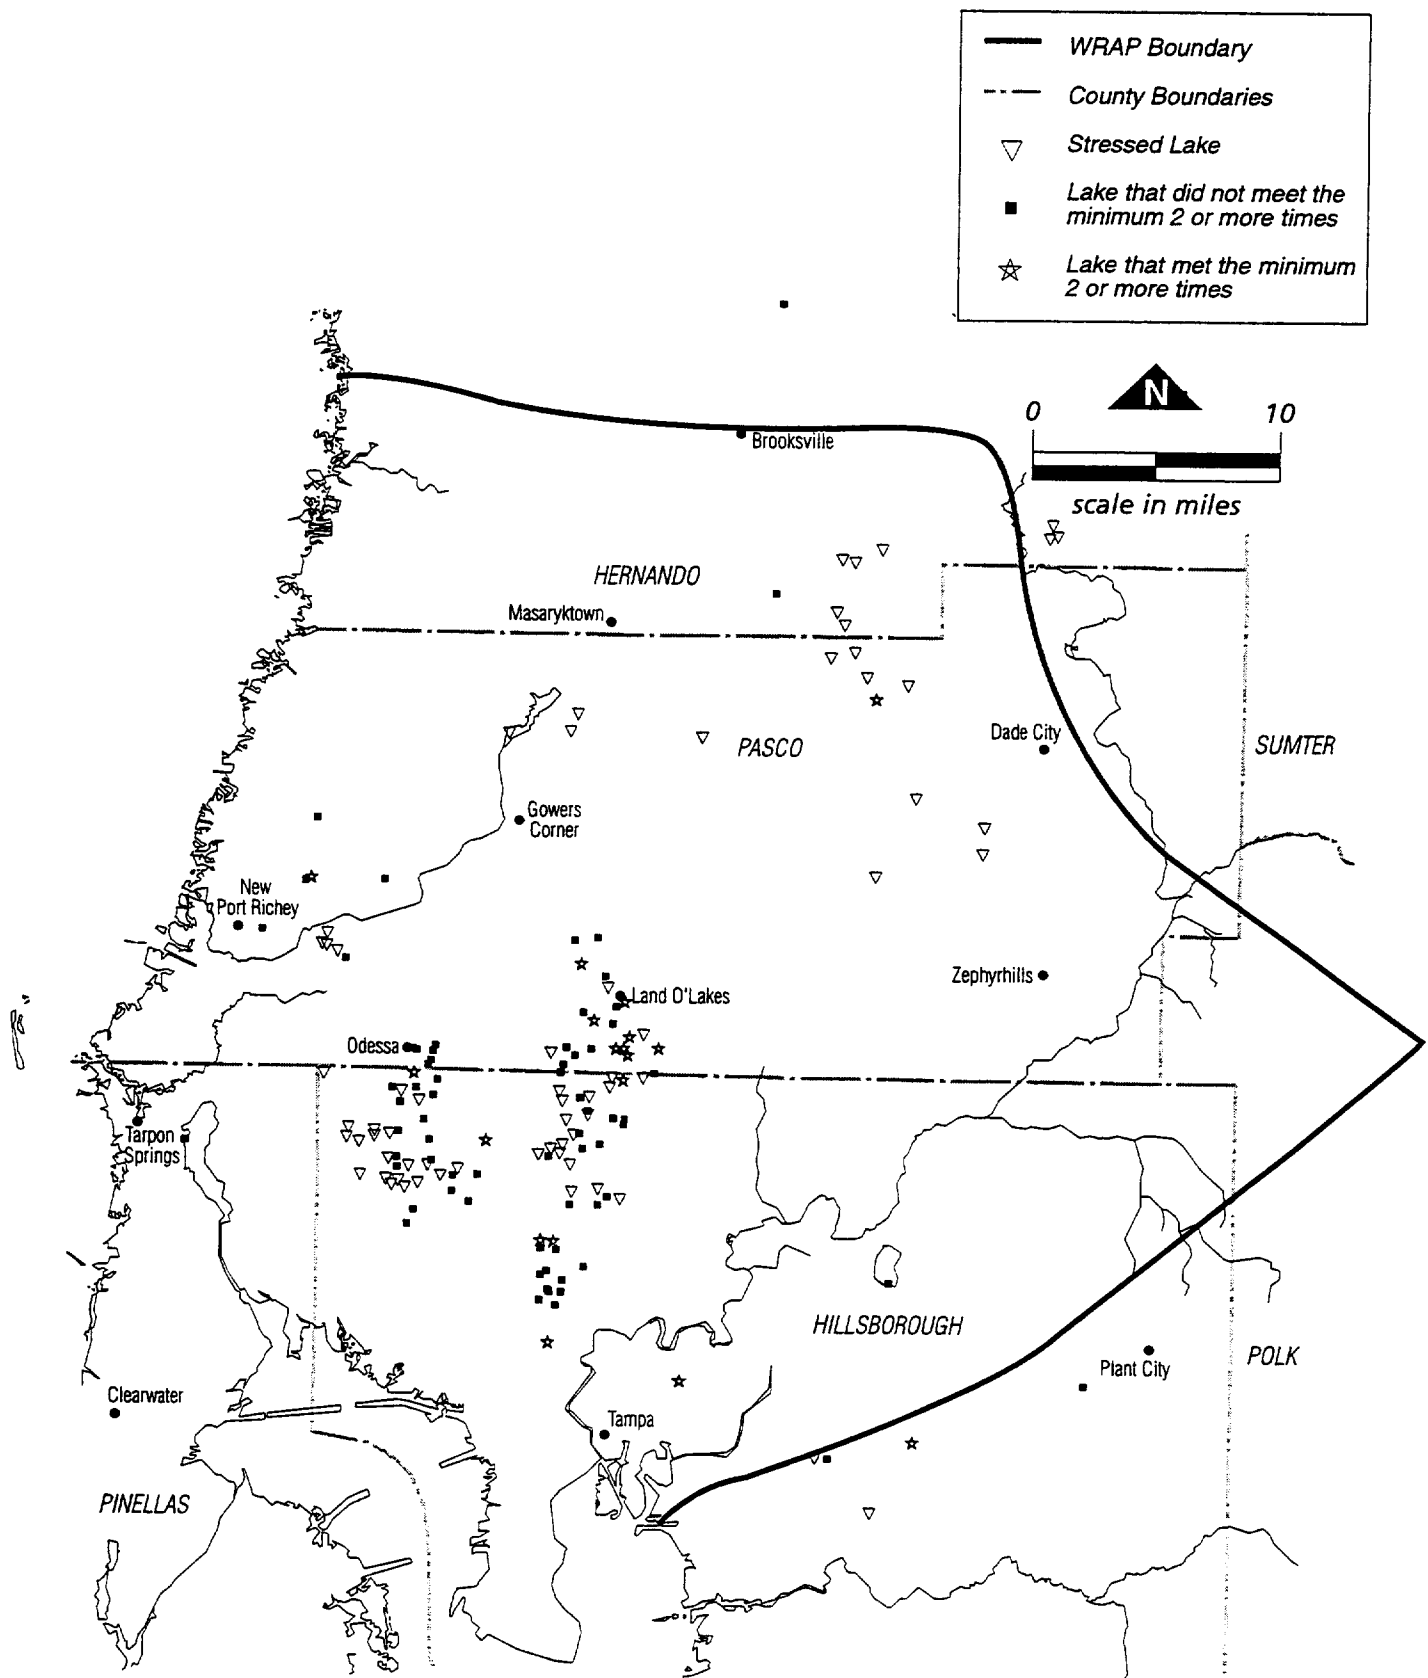 WRAP Boundary
County Boundaries
Stressed Lake
Lake that did not meet the
minimum 2 or more times
Lake that met the minimum
2 or more times
N
0 10
scale in miles
Brooksville
HERNANDO
Masaryktown
Dade City
PASCO
SUMTER
Gowers
Corner
New
Port Richey
Zephyrhills
Land O'Lakes
Odessa
Tarpon
Springs
HILLSBOROUGH
POLK
Plant City
Clearwater
Tampa
PINELLAS